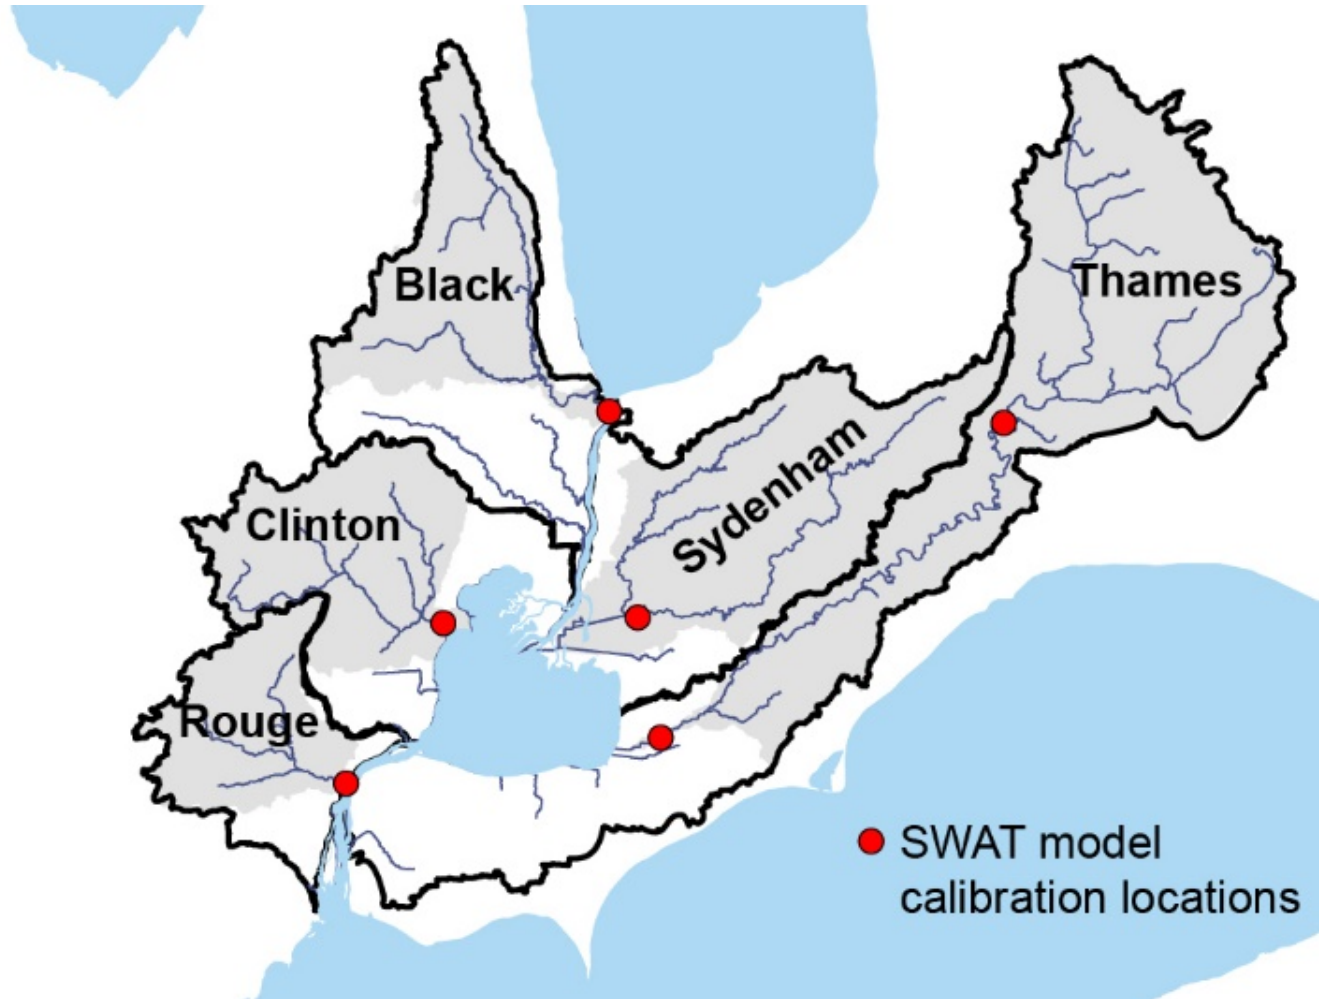 Black
Thames
Sydenham
Clinton
Rouge
SWAT model
calibration locations